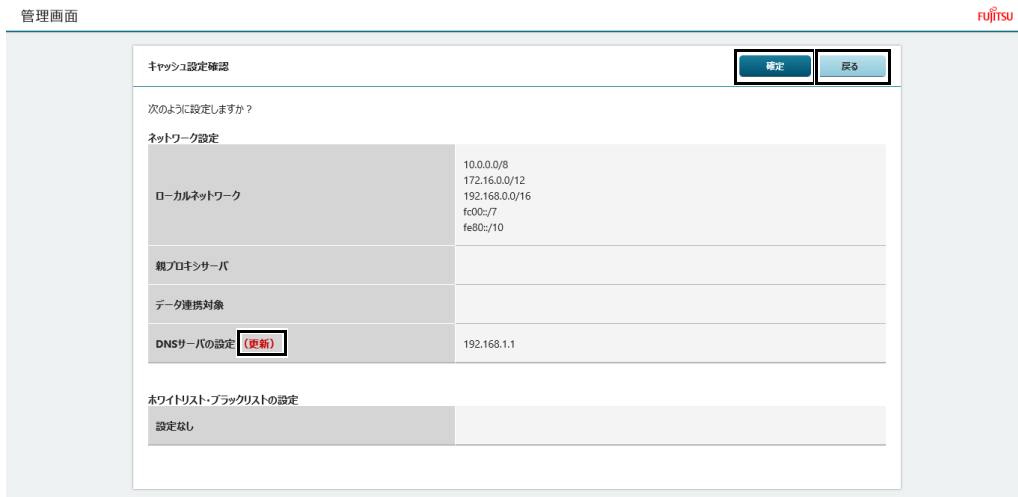 管理画面
FUJITSU
キャッシュ設定確認
確定
戻る
次のように設定しますか？
ネットワーク設定
ローカルネットワーク
10.0.0.0/8
172.16.0.0/12
192.168.0.0/16
fc00::/7
fe80::/10
親プロキシサーバ
データ連携対象
DNSサーバの設定（更新）
192.168.1.1
ホワイトリスト・ブラックリストの設定
設定なし